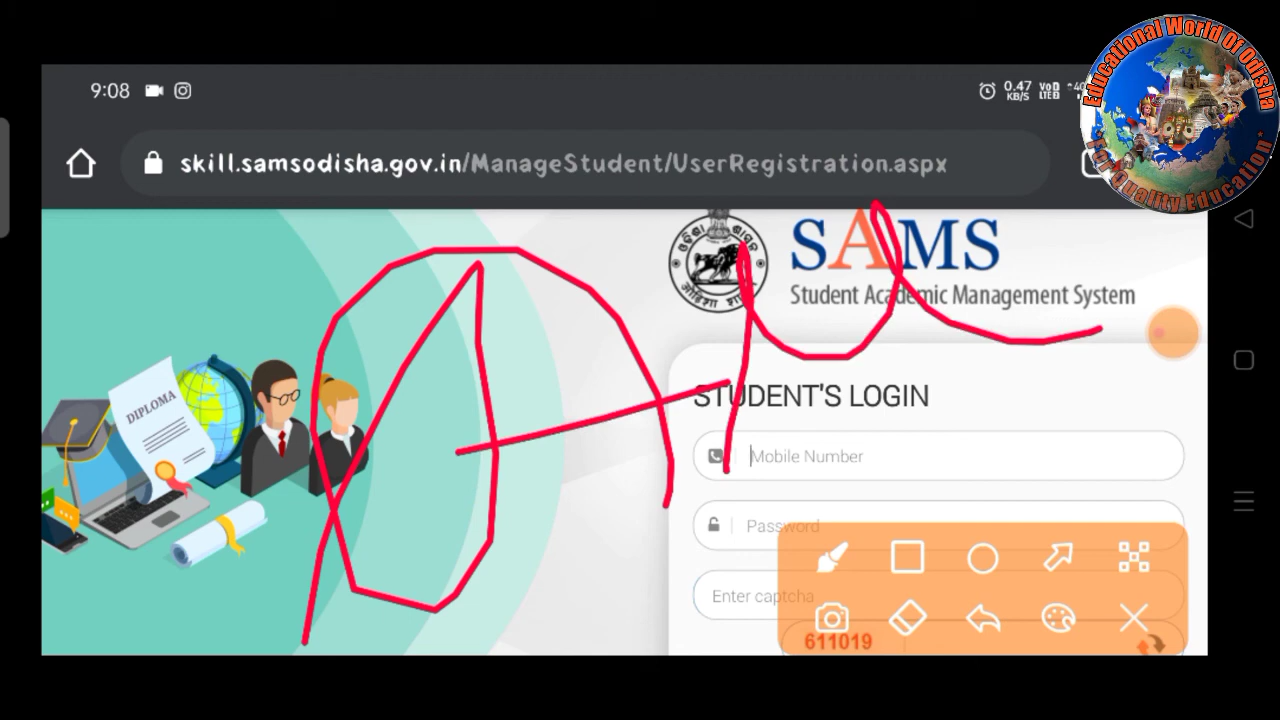 9:08
0.47
KB/S
VoD
LTE2
Educational World Of Odisha
For Quality Education
skill.samsodisha.gov.in/ManageStudent/UserRegistration.aspx
SAMS
Student Academic Management System
DIPLOMA
STUDENT'S LOGIN
Mobile Number
Password
Enter captcha
611019